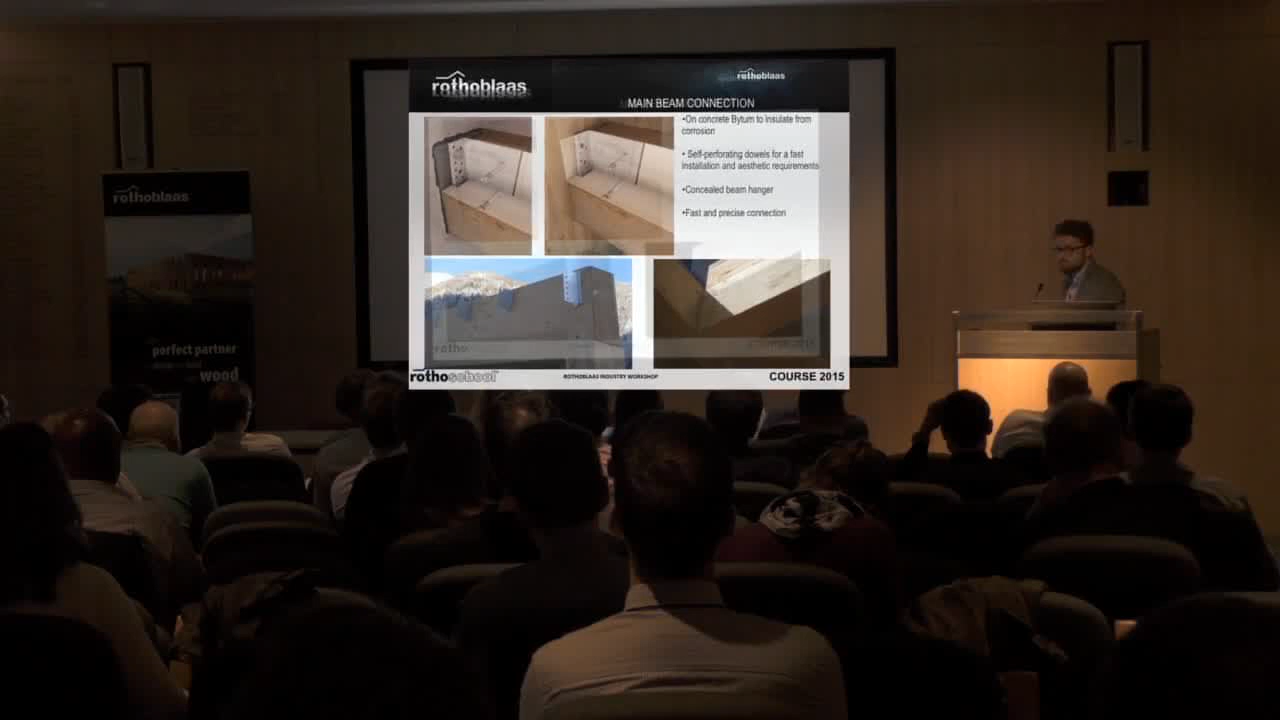 rothoblaas
rothoblaas
MAIN BEAM CONNECTION
•On concrete Bytum to insulate from
corrosion
• Self-perforating dowels for a fast
installation and aesthetic requirements
•Concealed beam hanger
•Fast and precise connection
rothoschool
ROTHOBLAAS INDUSTRY WORKSHOP
COURSE 2015
rothoblaas
perfect partner
wood